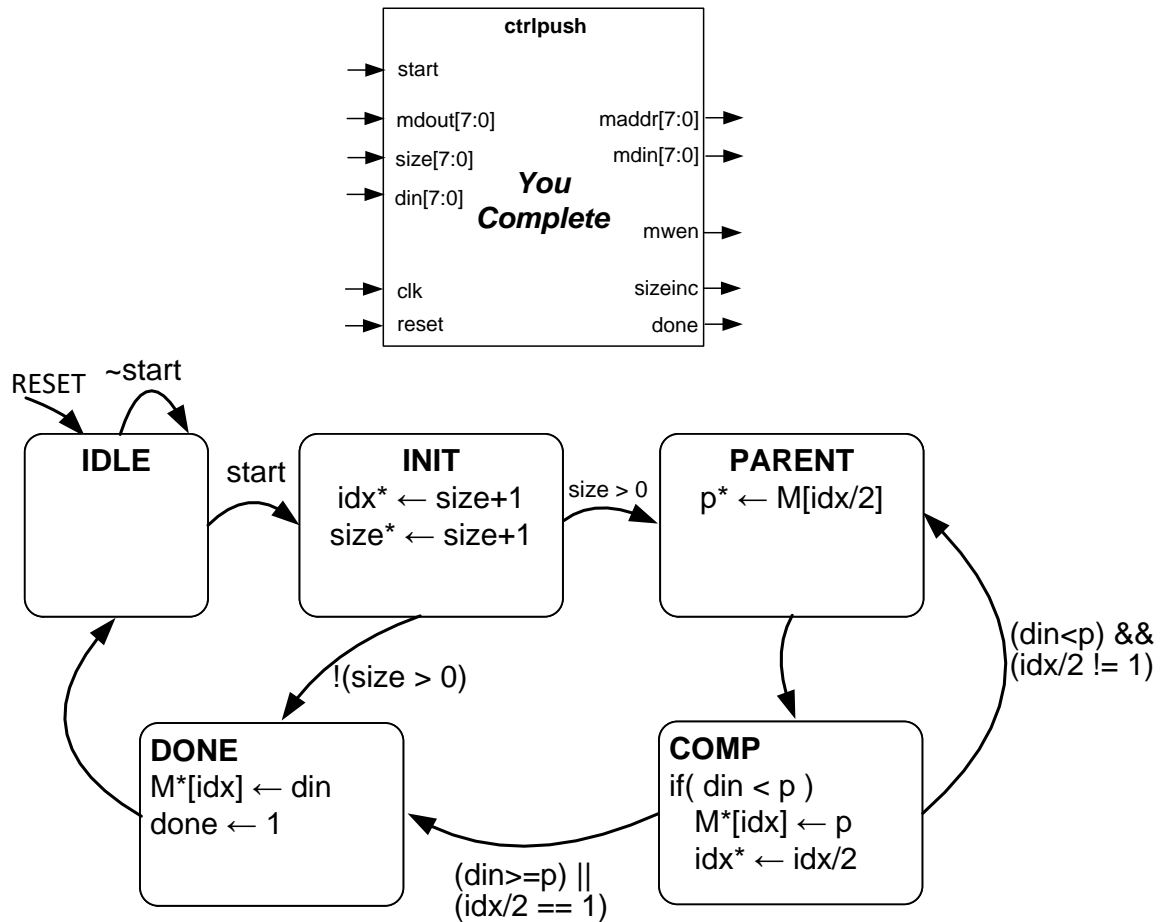 ctrlpush
start
mdout[7:0]
size[7:0]
din[7:0]
clk
reset
You
Complete
maddr[7:0]
mdin[7:0]
mwen
sizeinc
done
RESET
~start
IDLE
start
INIT
idx* ← size+1
size* ← size+1
size > 0
PARENT
p* ← M[idx/2]
!(size > 0)
(din<p) &&
(idx/2 != 1)
DONE
M*[idx] ← din
done ← 1
COMP
if( din < p )
M*[idx] ← p
idx* ← idx/2
(din>=p) ||
(idx/2 == 1)